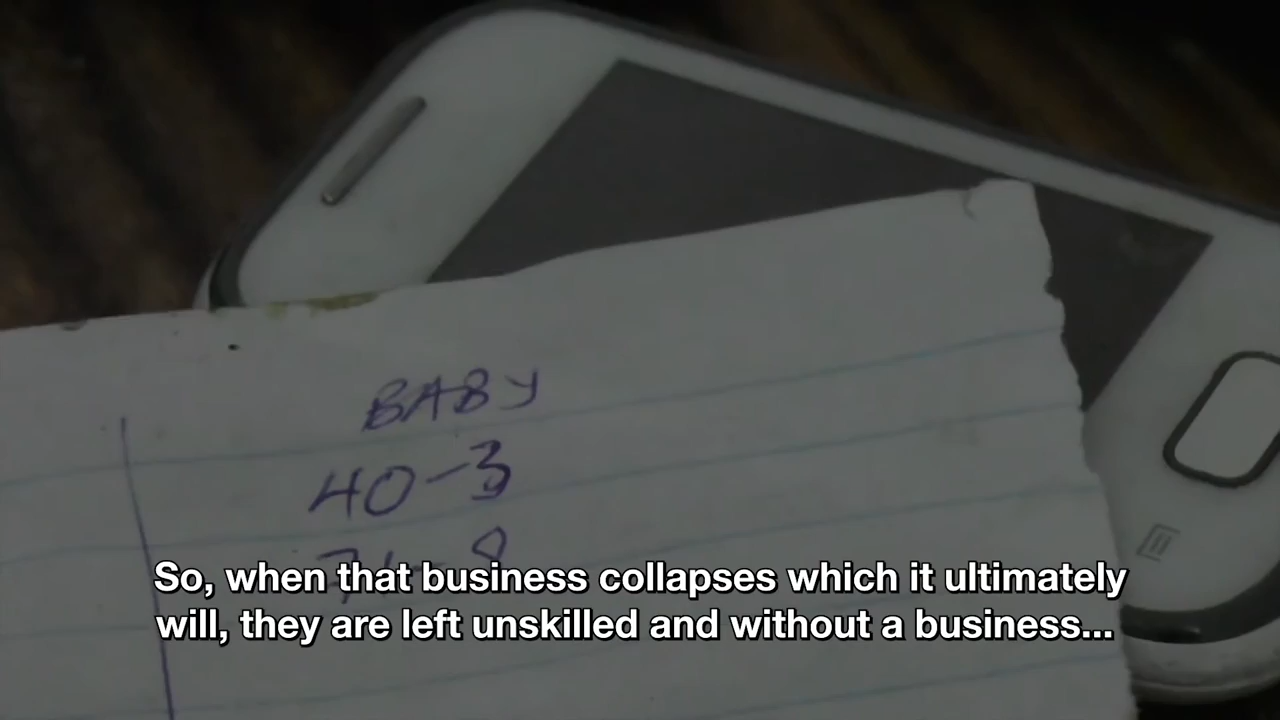 BABY
40-3
So, when that business collapses which it ultimately
will, they are left unskilled and without a business...